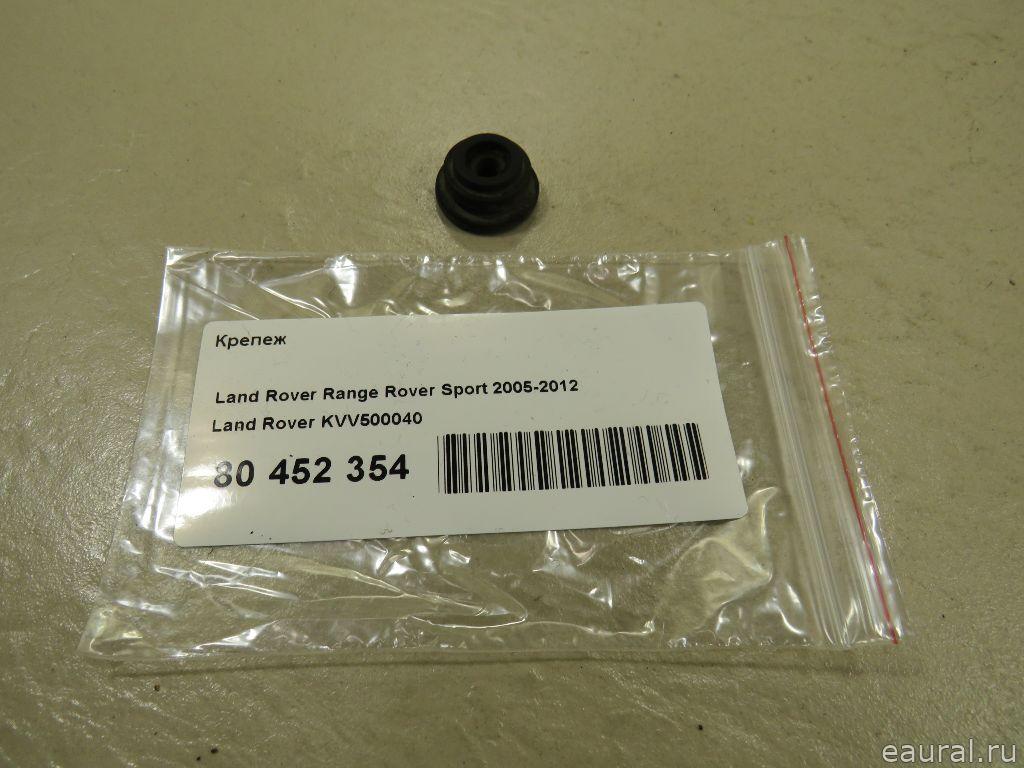 Крепеж
Land Rover Range Rover Sport 2005-2012
Land Rover KVV500040
80 452 354
eaural.ru